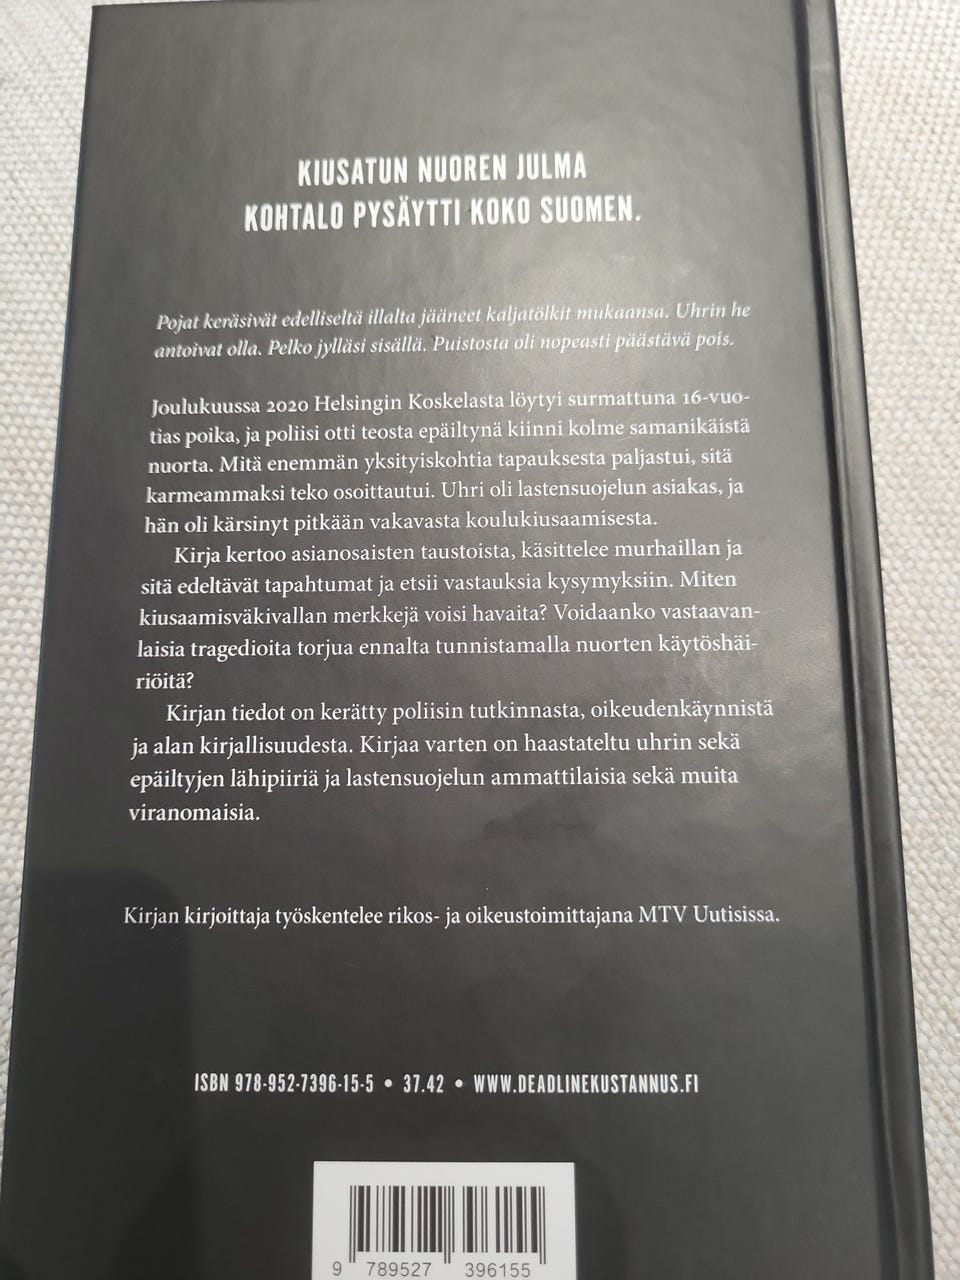 KIUSATUN NUOREN JULMA
KOHTALO PYSÄYTTI KOKO SUOMEN.
Pojat keräsivät edelliseltä illalta jääneet kaljatölkit mukaansa. Uhrin he
antoivat olla. Pelko jylläsi sisällä. Puistosta oli nopeasti päästävä pois.
Joulukuussa 2020 Helsingin Koskelasta löytyi surmattuna 16-vuo-
tias poika, ja poliisi otti teosta epäiltynä kiinni kolme samanikäistä
nuorta. Mitä enemmän yksityiskohtia tapauksesta paljastui, sitä
karmeammaksi teko osoittautui. Uhri oli lastensuojelun asiakas, ja
hän oli kärsinyt pitkään vakavasta koulukiusaamisesta.
Kirja kertoo asianosaisten taustoista, käsittelee murhaillan ja
sitä edeltävät tapahtumat ja etsii vastauksia kysymyksiin. Miten
kiusaamisväkivallan merkkejä voisi havaita? Voidaanko vastaavan-
laisia tragedioita torjua ennalta tunnistamalla nuorten käytöshäi-
riöitä?
Kirjan tiedot on kerätty poliisin tutkinnasta, oikeudenkäynnistä
ja alan kirjallisuudesta. Kirjaa varten on haastateltu uhrin sekä
epäiltyjen lähipiiriä ja lastensuojelun ammattilaisia sekä muita
viranomaisia.
Kirjan kirjoittaja työskentelee rikos- ja oikeustoimittajana MTV Uutisissa.
ISBN 978-952-7396-15-5 • 37.42 • WWW.DEADLINEKUSTANNUS.FI
9 789527 396155